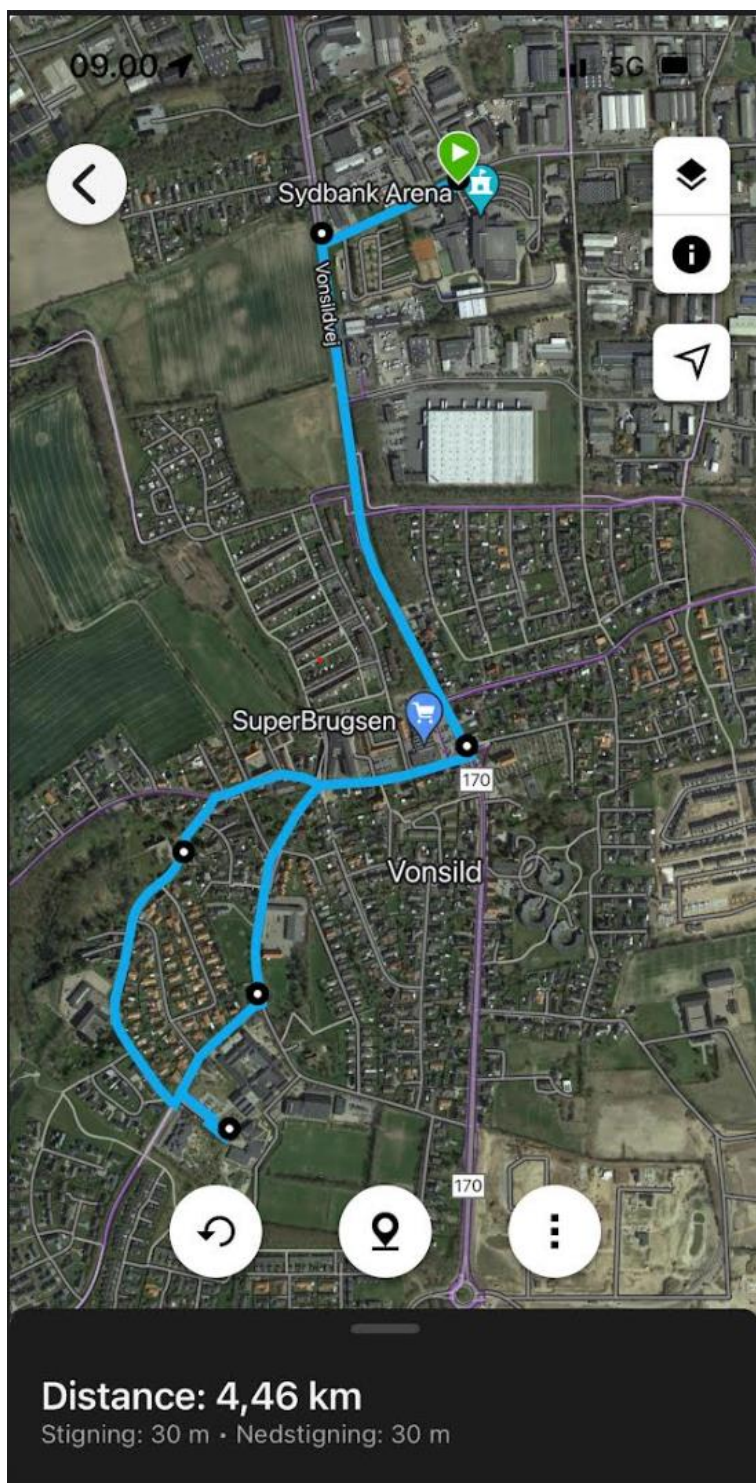 09.00
5G
Sydbank Arena
Vonsildvej
SuperBrugsen
170
Vonsild
170
Distance: 4,46 km
Stigning: 30 m • Nedstigning: 30 m